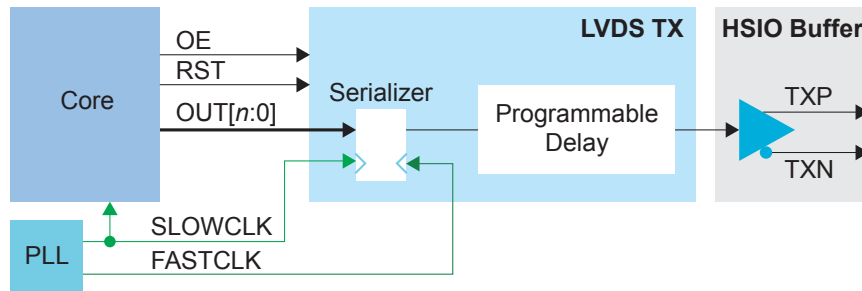 LVDS TX
HSIO Buffer
OE
RST
Core
Serializer
OUT[n:0]
Programmable
Delay
TXP
TXN
SLOWCLK
PLL
FASTCLK